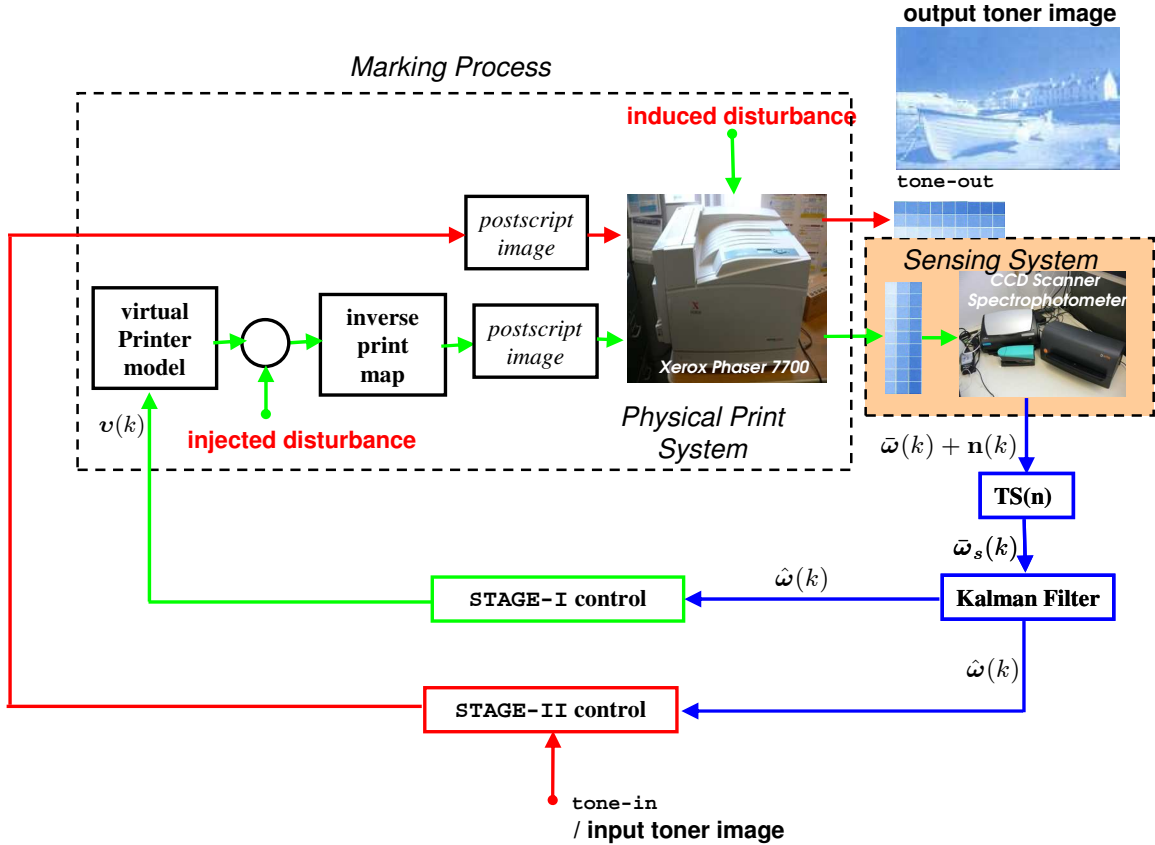 output toner image
Marking Process
induced disturbance
tone-out
postscript
image
Sensing System
CCD Scanner
Spectrophotometer
virtual
Printer
model
inverse
print
map
postscript
image
Xerox Phaser 7700
υ(k)
injected disturbance
Physical Print
System
ω̄(k) + n(k)
TS(n)
ω̄ₛ(k)
ω̂(k)
STAGE-I control
Kalman Filter
ω̂(k)
STAGE-II control
tone-in
/ input toner image